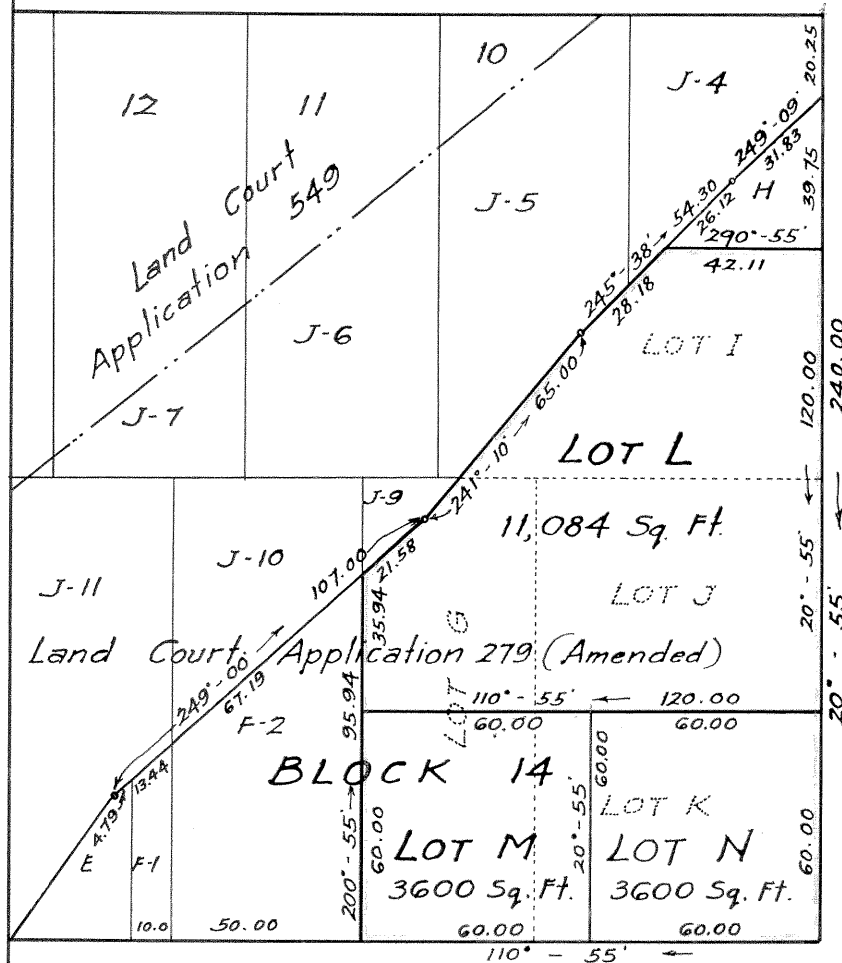 10
12
11
J-4
20.25
249°-09'
31.83
Land Court
Application 549
J-5
54.30
26.12
H
39.75
290°-55'
42.11
245°-38'
28.18
J-6
LOT I
J-7
65.00
241°-10'
LOT L
120.00
240.00
J-9
11,084 Sq. Ft.
107.00
21.58
J-10
J-11
35.94
LOT G
LOT J
20°-55'
20°-55'
Land Court Application 279 (Amended)
249°-00'
67.19
110°-55' 120.00
60.00 60.00
F-2
95.94
BLOCK 14
13.44
4.79
60.00
LOT K
E
F-1
200°-55'
60.00
LOT M
20°-55'
LOT N
60.00
3600 Sq. Ft.
3600 Sq. Ft.
10.0
50.00
60.00
60.00
110°-55'